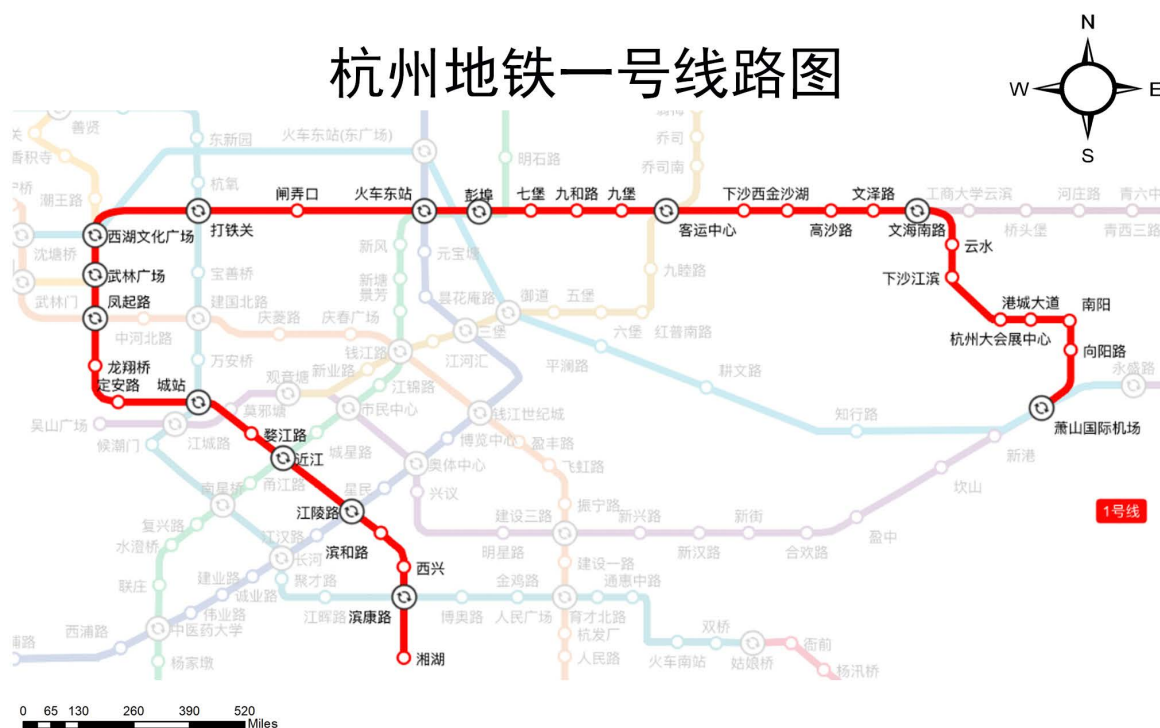 杭州地铁一号线路图
N
W
E
S
善贤
东新园
火车东站(东广场)
明石路
乔司
乔司南
香积寺
杭氧
潮王路
闸弄口
火车东站
彭埠
七堡
九和路
九堡
下沙西
金沙湖
文泽路
工商大学云滨
河庄路
青六中
西湖文化广场
打铁关
客运中心
高沙路
文海南路
桥头堡
青西三路
沈塘桥
新风
元宝塘
云水
武林广场
宝善桥
新塘
景芳
九睦路
下沙江滨
武林门
凤起路
建国北路
昙花庵路
御道
五堡
港城大道
南阳
中河北路
庆菱路
庆春广场
三堡
六堡
红普南路
杭州大会展中心
龙翔桥
万安桥
钱江路
江河汇
平澜路
向阳路
定安路
城站
观音塘
新业路
江锦路
耕文路
永盛路
吴山广场
莫邪塘
市民中心
钱江世纪城
知行路
萧山国际机场
候潮门
江城路
婺江路
城星路
博览中心
盈丰路
新港
近江
奥体中心
飞虹路
南星桥
甬江路
星民
兴议
坎山
复兴路
江陵路
振宁路
1号线
水澄桥
江汉路
滨和路
建设三路
新兴路
新街
盈中
长河
明星路
新汉路
合欢路
联庄
建业路
聚才路
西兴
建设一路
诚业路
金鸡路
通惠中路
伟业路
江晖路
滨康路
博奥路
人民广场
育才北路
西浦路
中医药大学
杭发厂
双桥
浦路
杨家墩
湘湖
人民路
火车南站
姑娘桥
衙前
杨汛桥
0 65 130 260 390 520
Miles